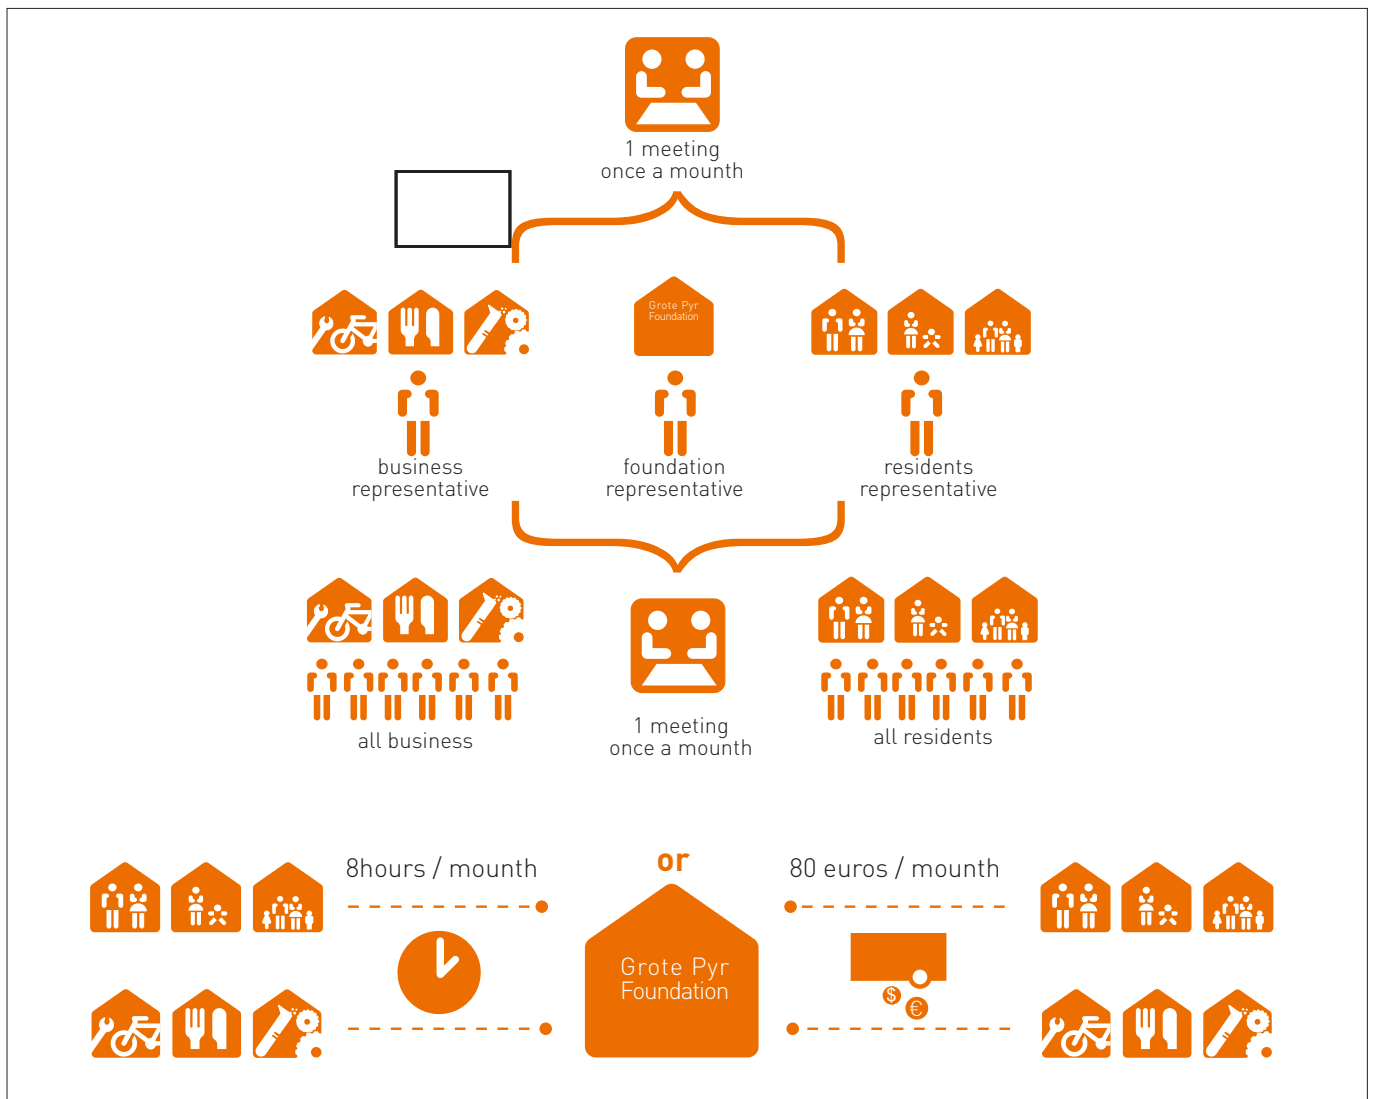 1 meeting
once a mounth
Grote Pyr
Foundation
business
representative
foundation
representative
residents
representative
1 meeting
once a mounth
all business
all residents
8hours / mounth
or
80 euros / mounth
Grote Pyr
Foundation
$
€